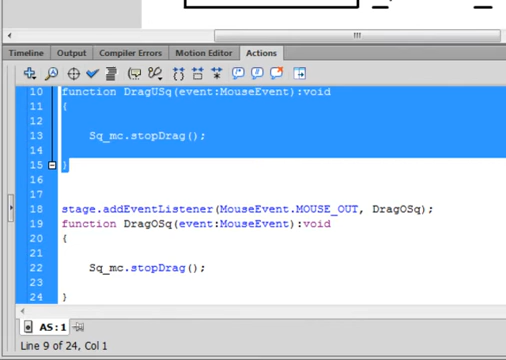 Timeline Output Compiler Errors Motion Editor Actions
10 function DragUSq(event:MouseEvent):void
11 {
12
13 Sq_mc.stopDrag();
14
15 }
16
17
18 stage.addEventListener(MouseEvent.MOUSE_OUT, DragOSq);
19 function DragOSq(event:MouseEvent):void
20 {
21
22 Sq_mc.stopDrag();
23
24 }
AS:1
Line 9 of 24, Col 1